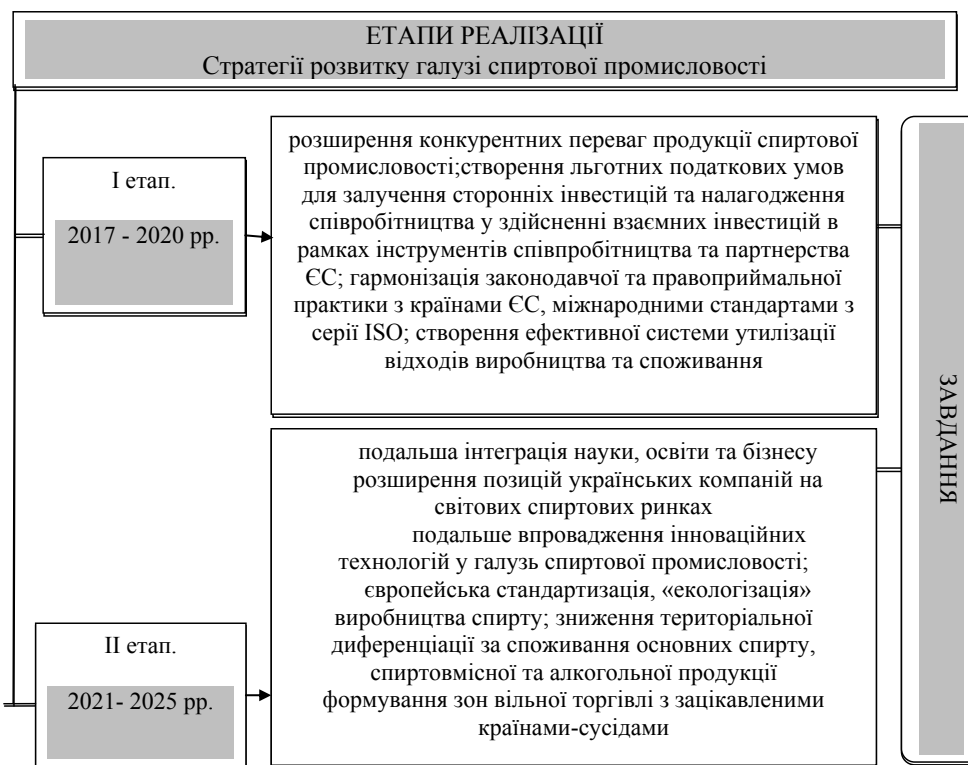 ЕТАПИ РЕАЛІЗАЦІЇ
Стратегії розвитку галузі спиртової промисловості
І етап.
2017 - 2020 рр.
розширення конкурентних переваг продукції спиртової
промисловості;створення льготних податкових умов
для залучення сторонніх інвестицій та налагодження
співробітництва у здійсненні взаємних інвестицій в
рамках інструментів співпробітництва та партнерства
ЄС; гармонізація законодавчої та правоприймальної
практики з країнами ЄС, міжнародними стандартами з
серії ISO; створення ефективної системи утилізації
відходів виробництва та споживання
ІІ етап.
2021- 2025 рр.
подальша інтеграція науки, освіти та бізнесу
розширення позицій українських компаній на
світових спиртових ринках
подальше впровадження інноваційних
технологій у галузь спиртової промисловості;
європейська стандартизація, «екологізація»
виробництва спирту; зниження територіальної
диференціації за споживання основних спирту,
спиртовмісної та алкогольної продукції
формування зон вільної торгівлі з зацікавленими
країнами-сусідами
ЗАВДАННЯ